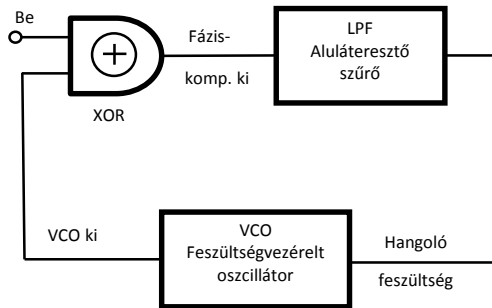 Be
XOR
Fázis-
komp. ki
LPF
Aluláteresztő
szűrő
VCO ki
VCO
Feszültségvezérelt
oszcillátor
Hangoló
feszültség